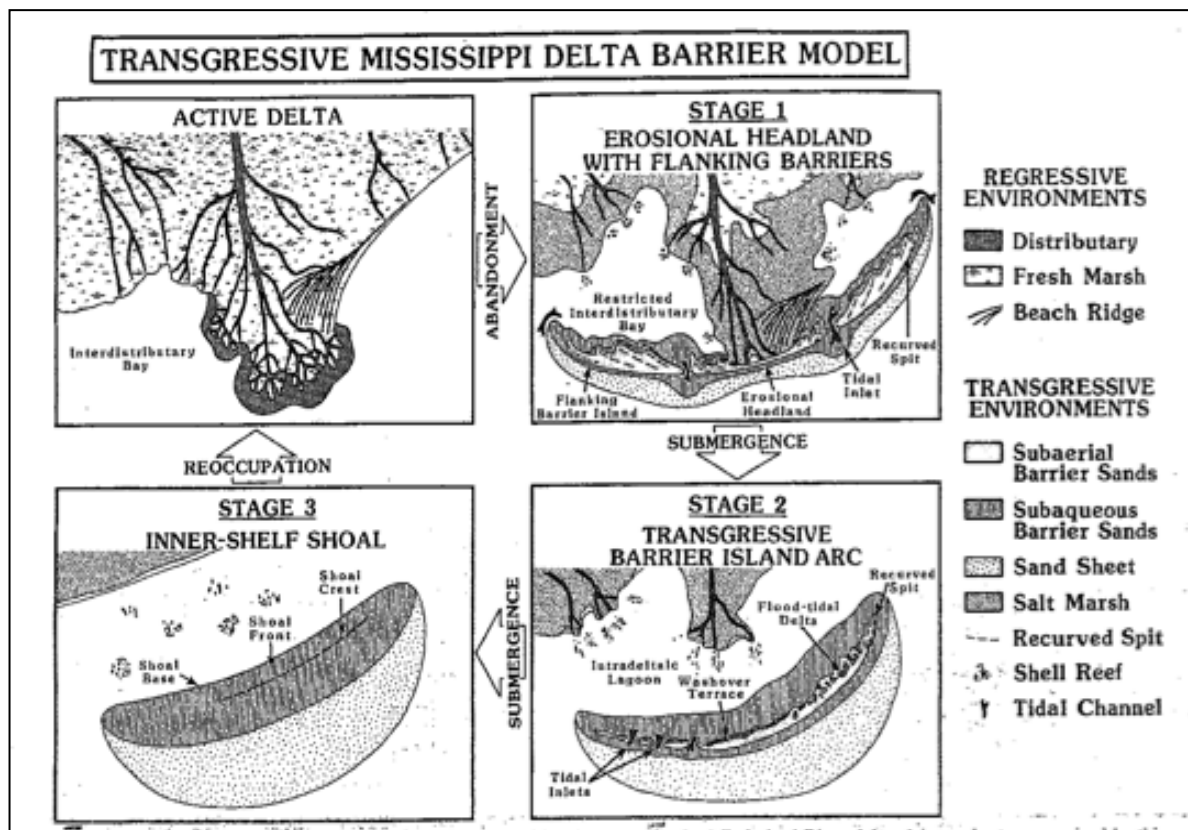 TRANSGRESSIVE MISSISSIPPI DELTA BARRIER MODEL
ACTIVE DELTA
Interdistributary
Bay
ABANDONMENT
STAGE 1
EROSIONAL HEADLAND
WITH FLANKING BARRIERS
Restricted
Interdistributary
Bay
Flanking
Barrier Island
Erosional
Headland
Tidal
Inlet
Recurved
Spit
REGRESSIVE
ENVIRONMENTS
Distributary
Fresh Marsh
Beach Ridge
TRANSGRESSIVE
ENVIRONMENTS
Subaerial
Barrier Sands
Subaqueous
Barrier Sands
Sand Sheet
Salt Marsh
Recurved Spit
Shell Reef
Tidal Channel
REOCCUPATION
SUBMERGENCE
STAGE 3
INNER-SHELF SHOAL
Shoal
Crest
Shoal
Front
Shoal
Base
SUBMERGENCE
STAGE 2
TRANSGRESSIVE
BARRIER ISLAND ARC
Recurved
Spit
Flood-tidal
Delta
Intradeltaic
Lagoon
Washover
Terrace
Tidal
Inlets